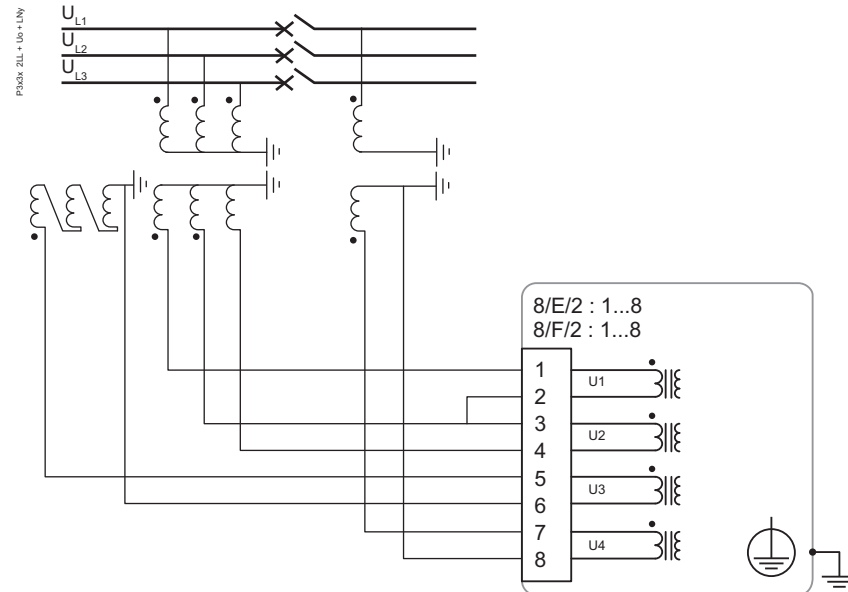 P3x3x 2LL + Uo + LNy
UL1
UL2
UL3
8/E/2 : 1...8
8/F/2 : 1...8
1
2
3
4
5
6
7
8
U1
U2
U3
U4